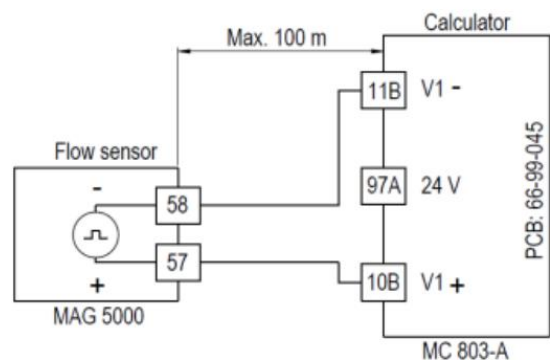 Calculator
Max. 100 m
11B V1 -
Flow sensor
97A 24 V
PCB: 66-99-045
-
58
57
+
10B V1 +
MAG 5000
MC 803-A